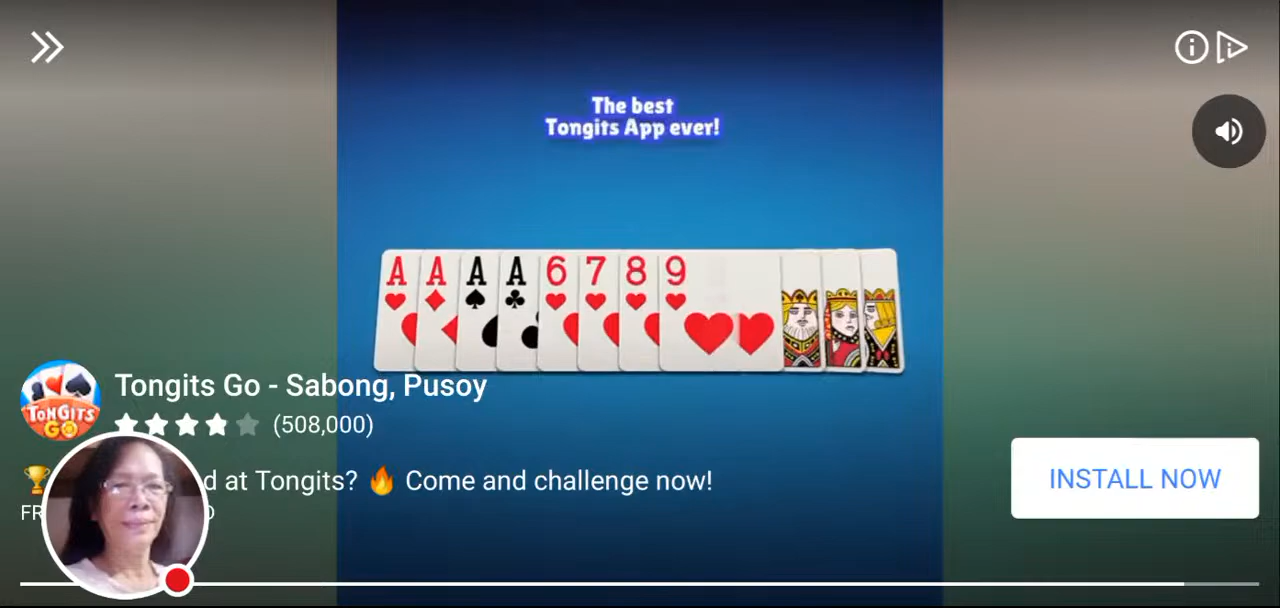 The best
Tongits App ever!
A A A A 6 7 8 9
Tongits Go - Sabong, Pusoy
TONGITS
GO
(508,000)
at Tongits? 🔥 Come and challenge now!
INSTALL NOW